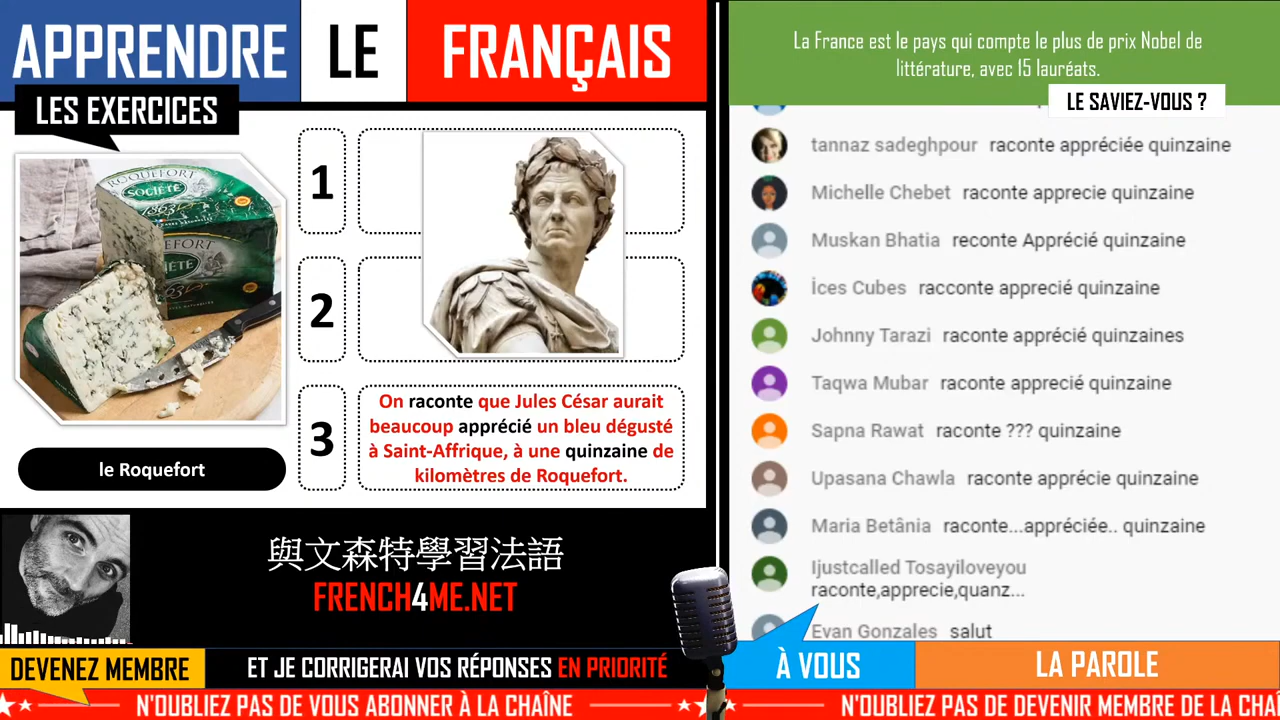 APPRENDRE LE FRANÇAIS
LES EXERCICES
ROQUEFORT
SOCIÉTÉ
1863
le Roquefort
1
2
3
On raconte que Jules César aurait
beaucoup apprécié un bleu dégusté
à Saint-Affrique, à une quinzaine de
kilomètres de Roquefort.
與文森特學習法語
FRENCH4ME.NET
DEVENEZ MEMBRE
ET JE CORRIGERAI VOS RÉPONSES EN PRIORITÉ
La France est le pays qui compte le plus de prix Nobel de
littérature, avec 15 lauréats.
LE SAVIEZ-VOUS ?
tannaz sadeghpour raconte appréciée quinzaine
Michelle Chebet raconte apprecie quinzaine
Muskan Bhatia reconte Apprécié quinzaine
İces Cubes racconte apprécié quinzaine
Johnny Tarazi raconte apprécié quinzaines
Taqwa Mubar raconte apprecié quinzaine
Sapna Rawat raconte ??? quinzaine
Upasana Chawla raconte apprécie quinzaine
Maria Betânia raconte...appréciée.. quinzaine
Ijustcalled Tosayiloveyou
raconte,apprecie,quanz...
Evan Gonzales salut
À VOUS
LA PAROLE
N'OUBLIEZ PAS DE VOUS ABONNER À LA CHAÎNE
N'OUBLIEZ PAS DE DEVENIR MEMBRE DE LA CHA